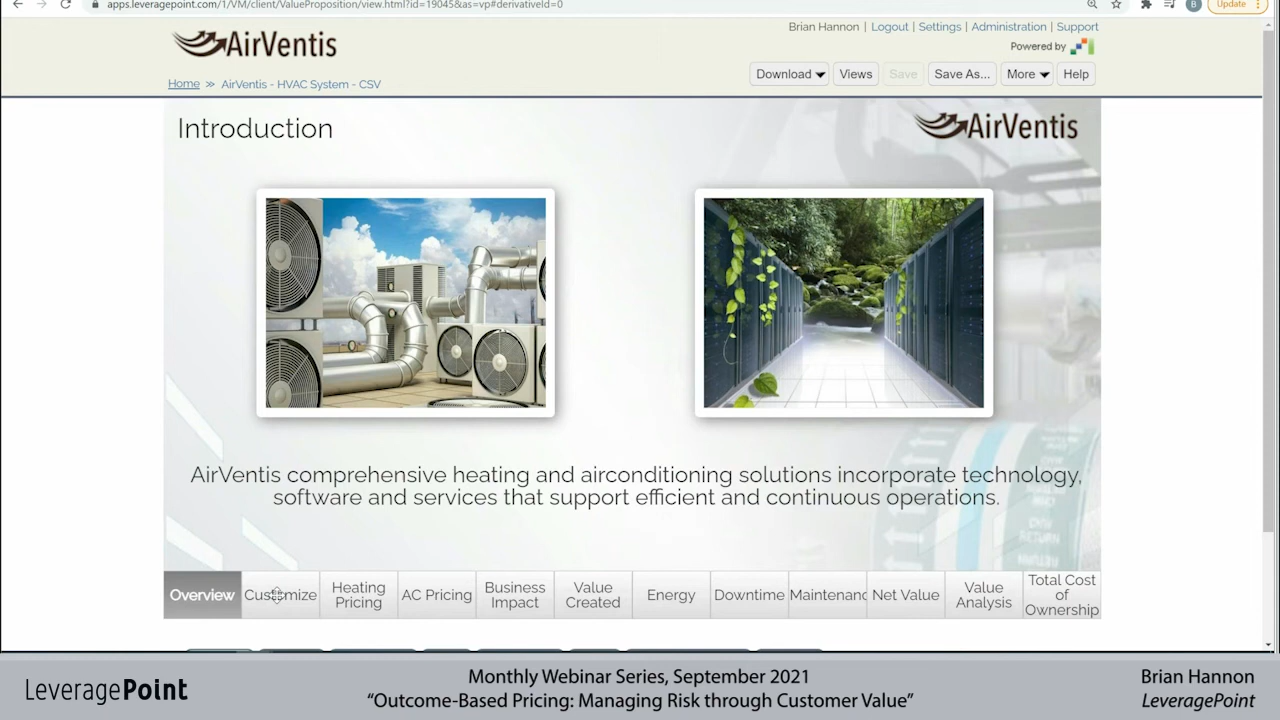 apps.leveragepoint.com/1/VM/client/ValueProposition/view.html?id=19045&as=vp#derivativeId=0
B
Update
AirVentis
Brian Hannon | Logout | Settings | Administration | Support
Powered by
Home >> AirVentis - HVAC System - CSV
Download Views Save Save As... More Help
Introduction
AirVentis
AirVentis comprehensive heating and airconditioning solutions incorporate technology,
software and services that support efficient and continuous operations.
RETURN
Overview
Customize
Heating
Pricing
AC Pricing
Business
Impact
Value
Created
Energy
Downtime
Maintenanc
Net Value
Value
Analysis
Total Cost
of
Ownership
LeveragePoint
Monthly Webinar Series, September 2021
“Outcome-Based Pricing: Managing Risk through Customer Value”
Brian Hannon
LeveragePoint